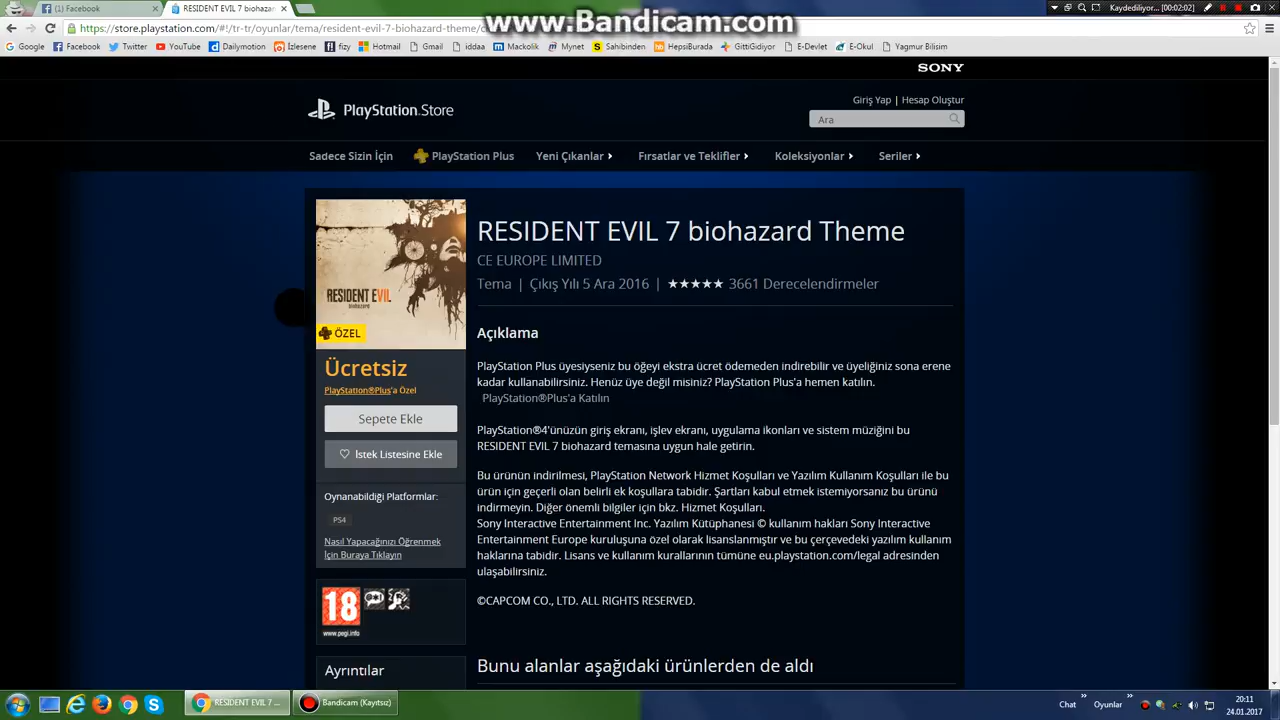 www.Bandicam.com
Facebook
RESIDENT EVIL 7 biohazar
Kaydediliyor... [00:02:02]
https://store.playstation.com/#!/tr-tr/oyunlar/tema/resident-evil-7-biohazard-theme/c
Google Facebook Twitter YouTube Dailymotion İzlesene fizy Hotmail Gmail iddaa Mackolik Mynet Sahibinden HepsiBurada GittiGidiyor E-Devlet E-Okul Yagmur Bilisim
SONY
Giriş Yap | Hesap Oluştur
PlayStation Store
Ara
Sadece Sizin İçin PlayStation Plus Yeni Çıkanlar Fırsatlar ve Teklifler Koleksiyonlar Seriler
RESIDENT EVIL 7 biohazard Theme
CE EUROPE LIMITED
Tema | Çıkış Yılı 5 Ara 2016 | ★★★★★ 3661 Derecelendirmeler
RESIDENT EVIL
biohazard
ÖZEL
Ücretsiz
PlayStation®Plus'a Özel
Sepete Ekle
İstek Listesine Ekle
Oynanabildiği Platformlar:
PS4
Nasıl Yapacağınızı Öğrenmek
İçin Buraya Tıklayın
18
www.pegi.info
Ayrıntılar
Açıklama
PlayStation Plus üyesiyseniz bu öğeyi ekstra ücret ödemeden indirebilir ve üyeliğiniz sona erene
kadar kullanabilirsiniz. Henüz üye değil misiniz? PlayStation Plus'a hemen katılın.
PlayStation®Plus'a Katılın
PlayStation®4'ünüzün giriş ekranı, işlev ekranı, uygulama ikonları ve sistem müziğini bu
RESIDENT EVIL 7 biohazard temasına uygun hale getirin.
Bu ürünün indirilmesi, PlayStation Network Hizmet Koşulları ve Yazılım Kullanım Koşulları ile bu
ürün için geçerli olan belirli ek koşullara tabidir. Şartları kabul etmek istemiyorsanız bu ürünü
indirmeyin. Diğer önemli bilgiler için bkz. Hizmet Koşulları.
Sony Interactive Entertainment Inc. Yazılım Kütüphanesi © kullanım hakları Sony Interactive
Entertainment Europe kuruluşuna özel olarak lisanslanmıştır ve bu çerçevedeki yazılım kullanım
haklarına tabidir. Lisans ve kullanım kurallarının tümüne eu.playstation.com/legal adresinden
ulaşabilirsiniz.
©CAPCOM CO., LTD. ALL RIGHTS RESERVED.
Bunu alanlar aşağıdaki ürünlerden de aldı
RESIDENT EVIL 7 ...
Bandicam (Kayıtsız)
Chat
Oyunlar
20:11
24.01.2017